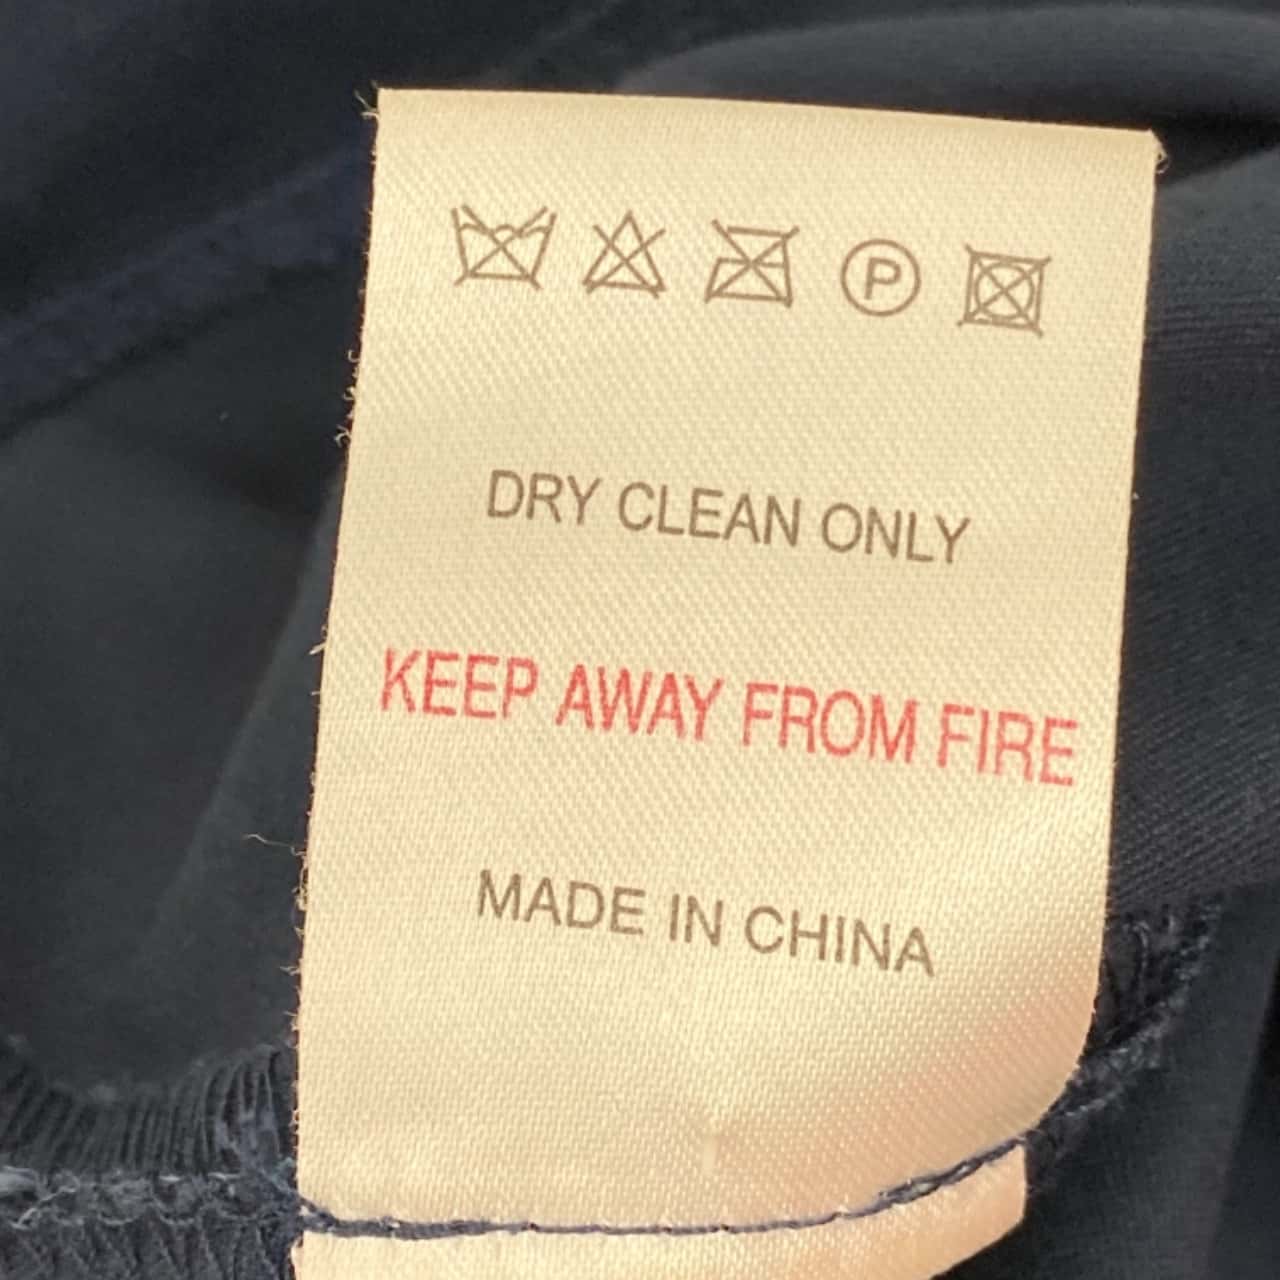 P
DRY CLEAN ONLY
KEEP AWAY FROM FIRE
MADE IN CHINA